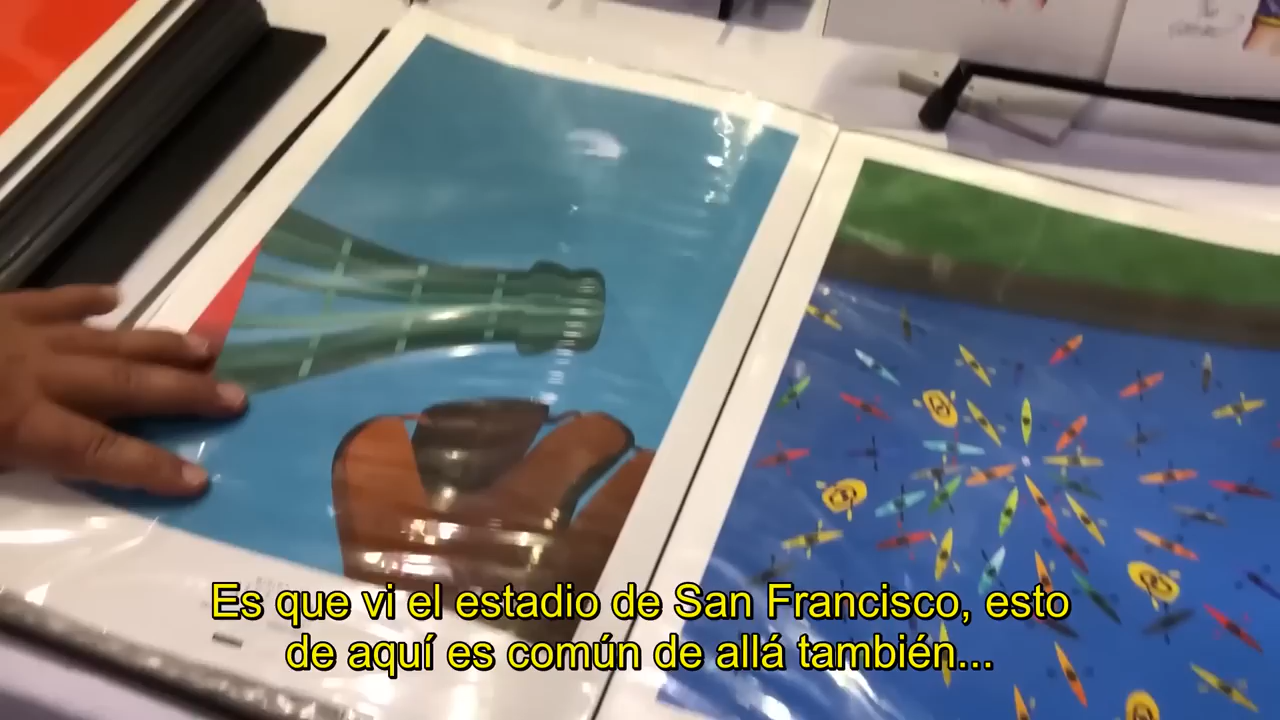 Es que vi el estadio de San Francisco, esto
de aquí es común de allá también...